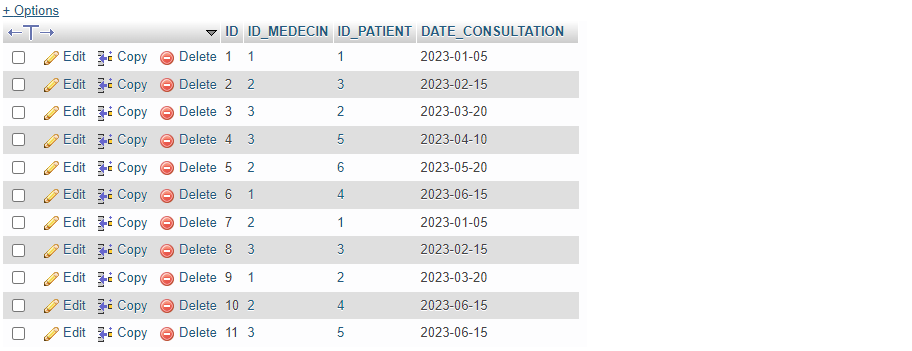 + Options
ID ID_MEDECIN ID_PATIENT DATE_CONSULTATION
Edit Copy Delete 1 1 1 2023-01-05
Edit Copy Delete 2 2 3 2023-02-15
Edit Copy Delete 3 3 2 2023-03-20
Edit Copy Delete 4 3 5 2023-04-10
Edit Copy Delete 5 2 6 2023-05-20
Edit Copy Delete 6 1 4 2023-06-15
Edit Copy Delete 7 2 1 2023-01-05
Edit Copy Delete 8 3 3 2023-02-15
Edit Copy Delete 9 1 2 2023-03-20
Edit Copy Delete 10 2 4 2023-06-15
Edit Copy Delete 11 3 5 2023-06-15